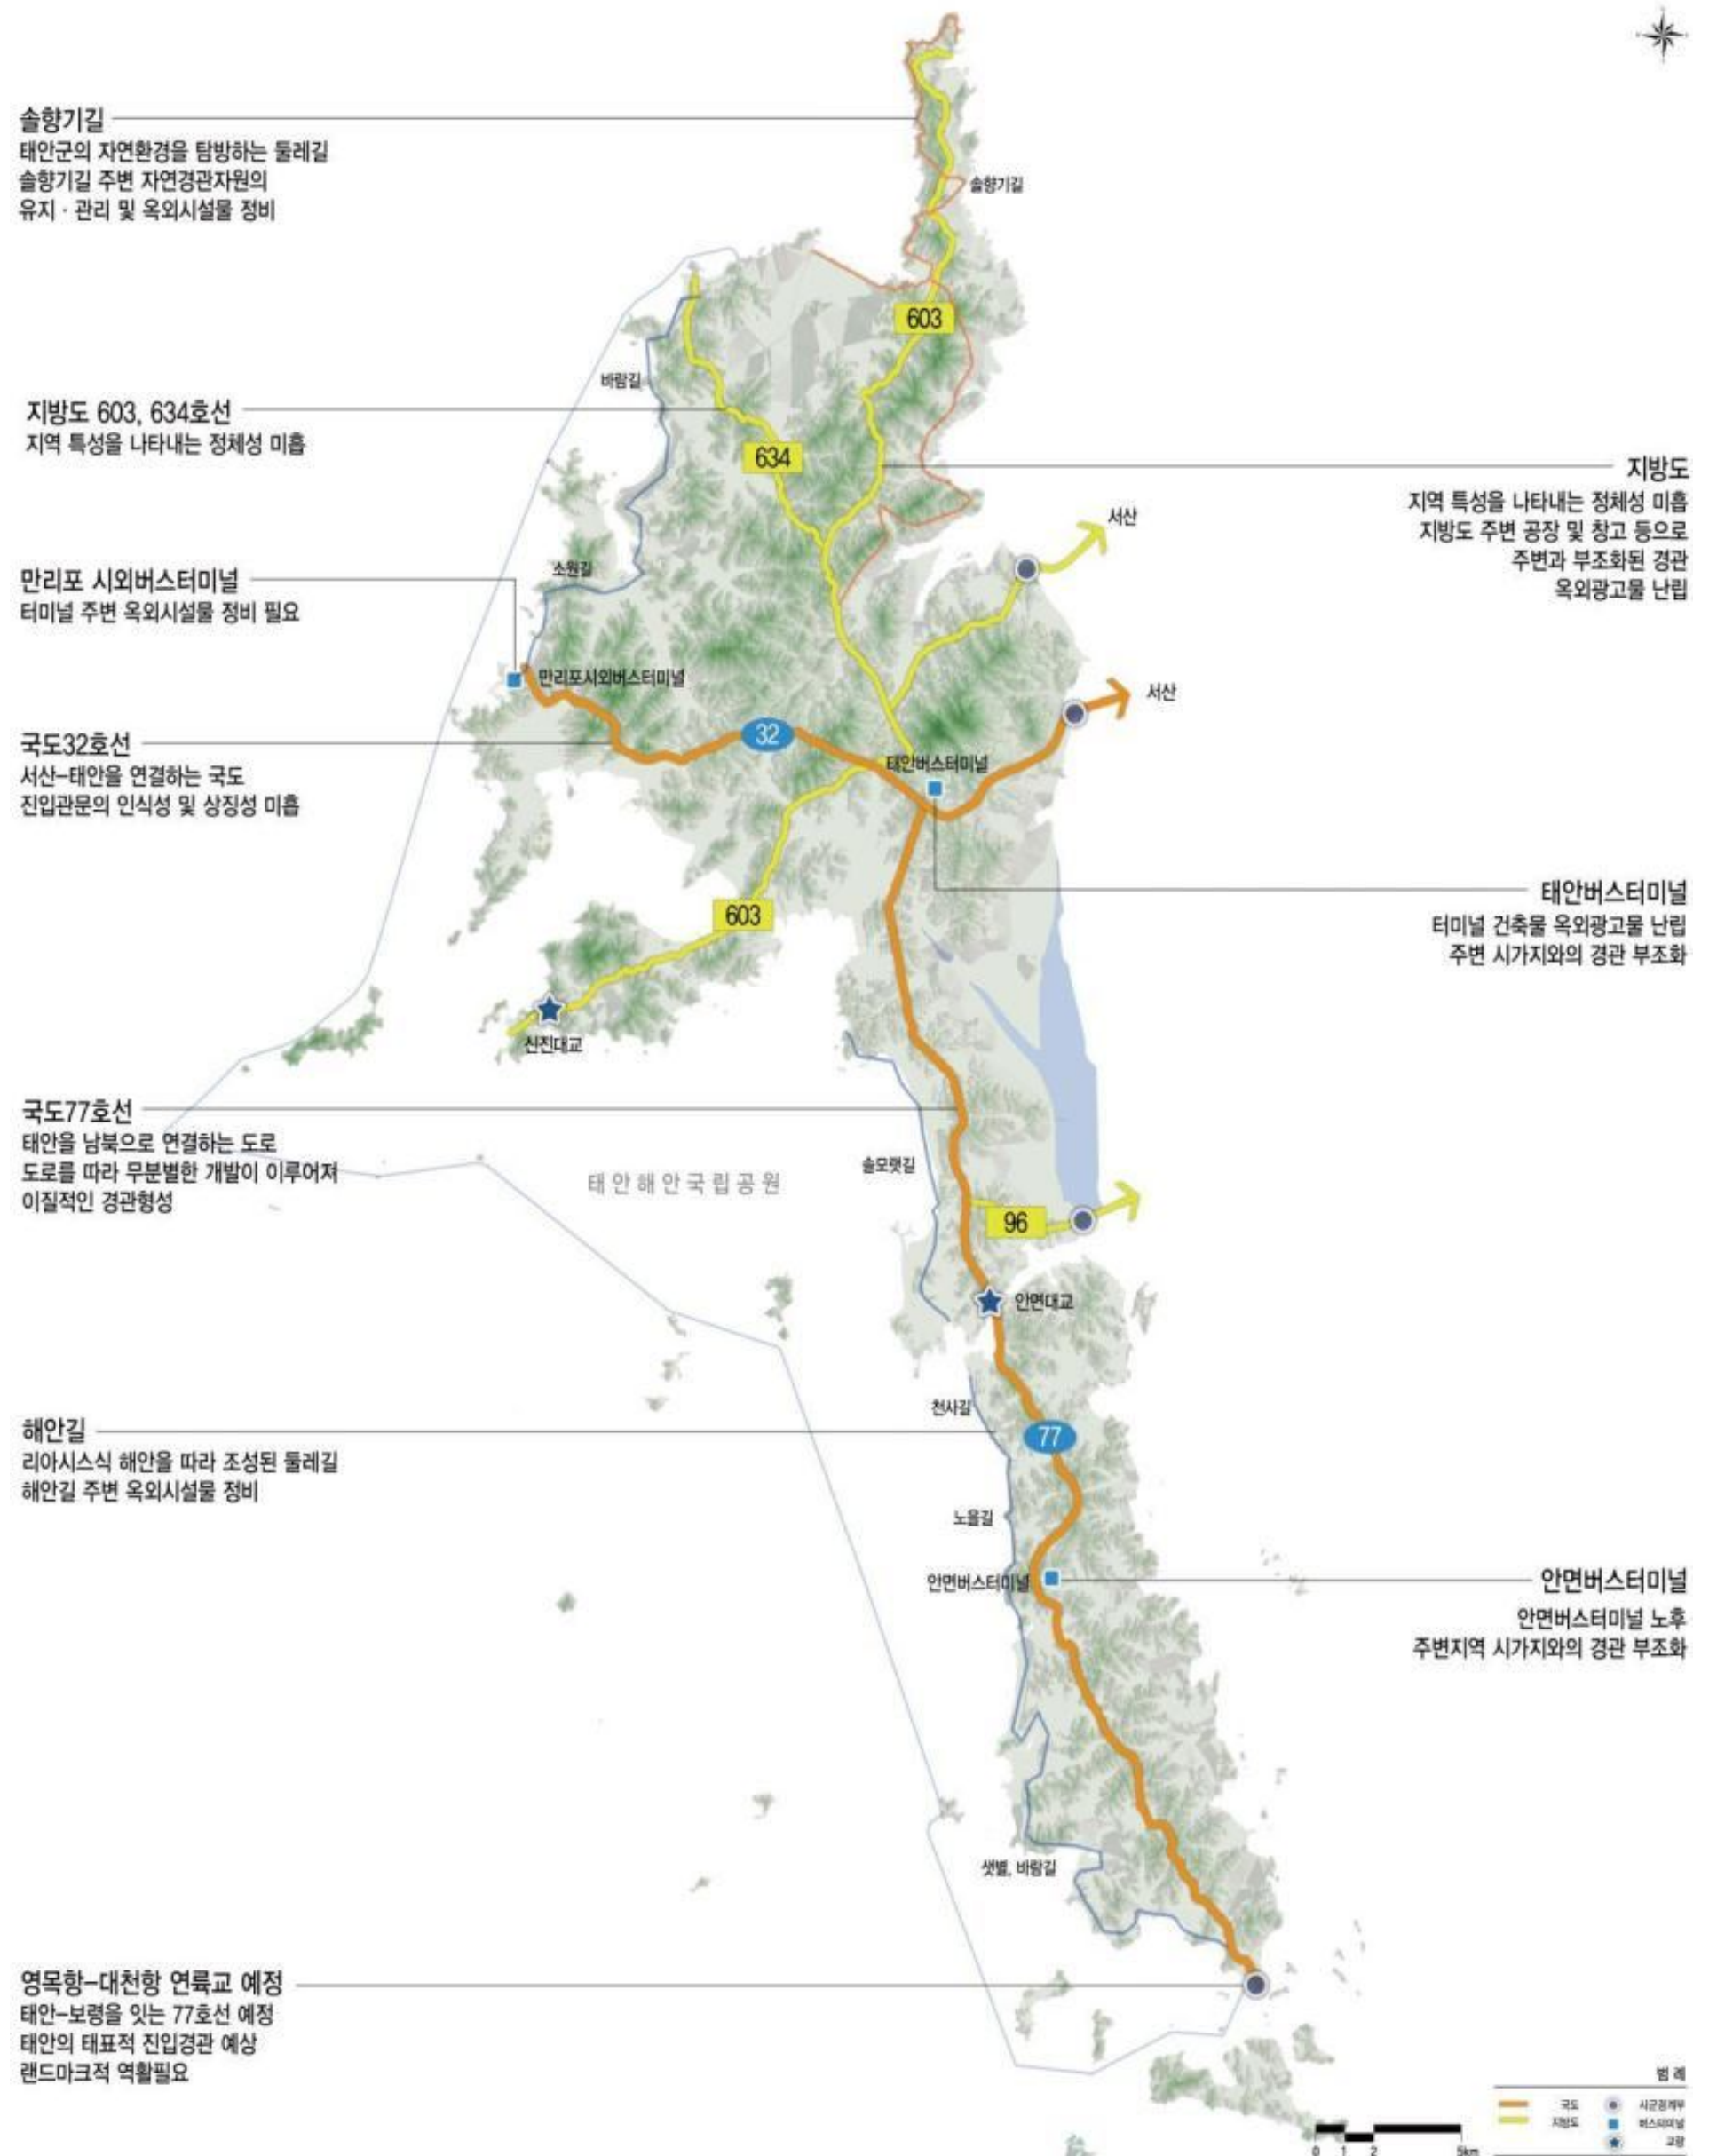 솔향기길
태안군의 자연환경을 탐방하는 둘레길
솔향기길 주변 자연경관자원의
유지 · 관리 및 옥외시설물 정비
솔향기길
603
바람길
지방도 603, 634호선
지역 특성을 나타내는 정체성 미흡
634
지방도
지역 특성을 나타내는 정체성 미흡
지방도 주변 공장 및 창고 등으로
주변과 부조화된 경관
옥외광고물 난립
서산
만리포 시외버스터미널
터미널 주변 옥외시설물 정비 필요
소원길
만리포시외버스터미널
서산
국도32호선
서산–태안을 연결하는 국도
진입관문의 인식성 및 상징성 미흡
32
태안버스터미널
태안버스터미널
터미널 건축물 옥외광고물 난립
주변 시가지와의 경관 부조화
603
신진대교
국도77호선
태안을 남북으로 연결하는 도로
도로를 따라 무분별한 개발이 이루어져
이질적인 경관형성
태안해안국립공원
솔모랫길
96
안면대교
천사길
해안길
리아시스식 해안을 따라 조성된 둘레길
해안길 주변 옥외시설물 정비
77
노을길
안면버스터미널
안면버스터미널
안면버스터미널 노후
주변지역 시가지와의 경관 부조화
샛별, 바람길
영목항–대천항 연륙교 예정
태안–보령을 잇는 77호선 예정
태안의 태표적 진입경관 예상
랜드마크적 역활필요
범 례
국도
시군경계부
지방도
버스터미널
교량
0 1 2 5km